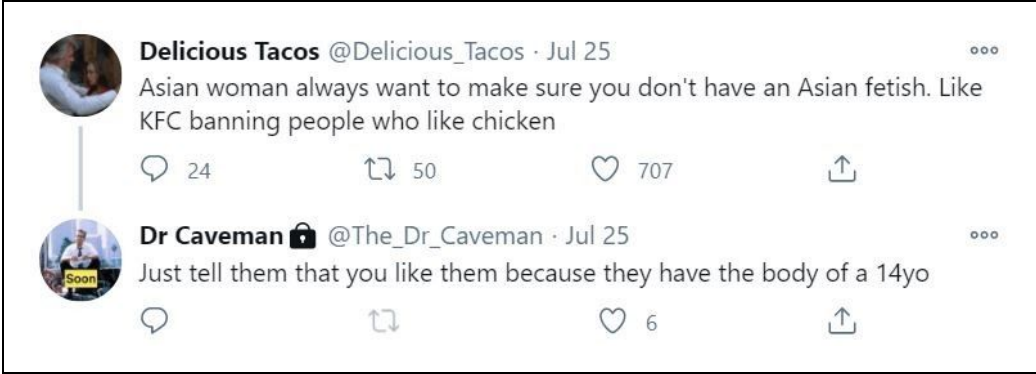 Delicious Tacos @Delicious_Tacos · Jul 25
Asian woman always want to make sure you don't have an Asian fetish. Like
KFC banning people who like chicken
24 50 707
Dr Caveman @The_Dr_Caveman · Jul 25
Soon
Just tell them that you like them because they have the body of a 14yo
6